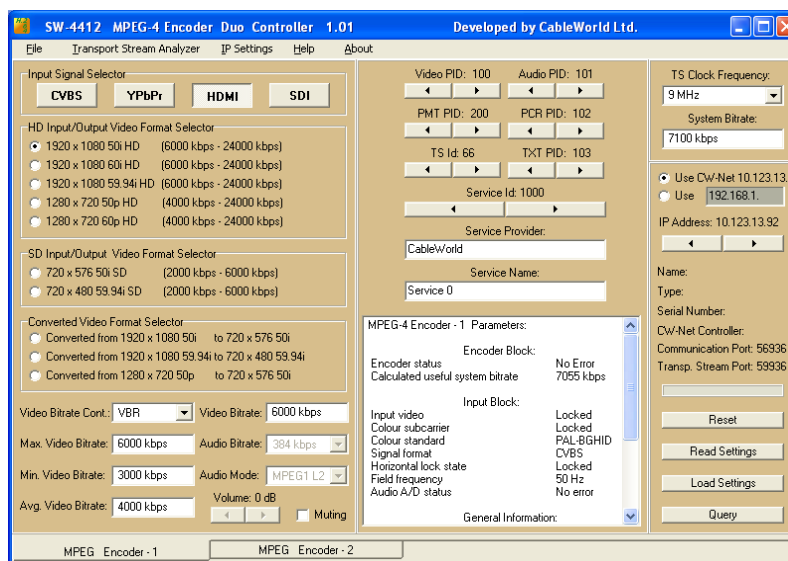 SW-4412 MPEG-4 Encoder Duo Controller 1.01 Developed by CableWorld Ltd.
File Transport Stream Analyzer IP Settings Help About
Input Signal Selector
CVBS YPbPr HDMI SDI
HD Input/Output Video Format Selector
1920 x 1080 50i HD (6000 kbps - 24000 kbps)
1920 x 1080 60i HD (6000 kbps - 24000 kbps)
1920 x 1080 59.94i HD (6000 kbps - 24000 kbps)
1280 x 720 50p HD (4000 kbps - 24000 kbps)
1280 x 720 60p HD (4000 kbps - 24000 kbps)
SD Input/Output Video Format Selector
720 x 576 50i SD (2000 kbps - 6000 kbps)
720 x 480 59.94i SD (2000 kbps - 6000 kbps)
Converted Video Format Selector
Converted from 1920 x 1080 50i to 720 x 576 50i
Converted from 1920 x 1080 59.94i to 720 x 480 59.94i
Converted from 1280 x 720 50p to 720 x 576 50i
Video Bitrate Cont.: VBR Video Bitrate: 6000 kbps
Max. Video Bitrate: 6000 kbps Audio Bitrate: 384 kbps
Min. Video Bitrate: 3000 kbps Audio Mode: MPEG1 L2
Avg. Video Bitrate: 4000 kbps Volume: 0 dB Muting
Video PID: 100 Audio PID: 101
PMT PID: 200 PCR PID: 102
TS Id: 66 TXT PID: 103
Service Id: 1000
Service Provider:
CableWorld
Service Name:
Service 0
MPEG-4 Encoder - 1 Parameters:
Encoder Block:
Encoder status No Error
Calculated useful system bitrate 7055 kbps
Input Block:
Input video Locked
Colour subcarrier Locked
Colour standard PAL-BGHID
Signal format CVBS
Horizontal lock state Locked
Field frequency 50 Hz
Audio A/D status No error
General Information:
TS Clock Frequency:
9 MHz
System Bitrate:
7100 kbps
Use CW-Net 10.123.13.
Use 192.168.1.
IP Address: 10.123.13.92
Name:
Type:
Serial Number:
CW-Net Controller:
Communication Port: 56936
Transp. Stream Port: 59936
Reset
Read Settings
Load Settings
Query
MPEG Encoder - 1 MPEG Encoder - 2